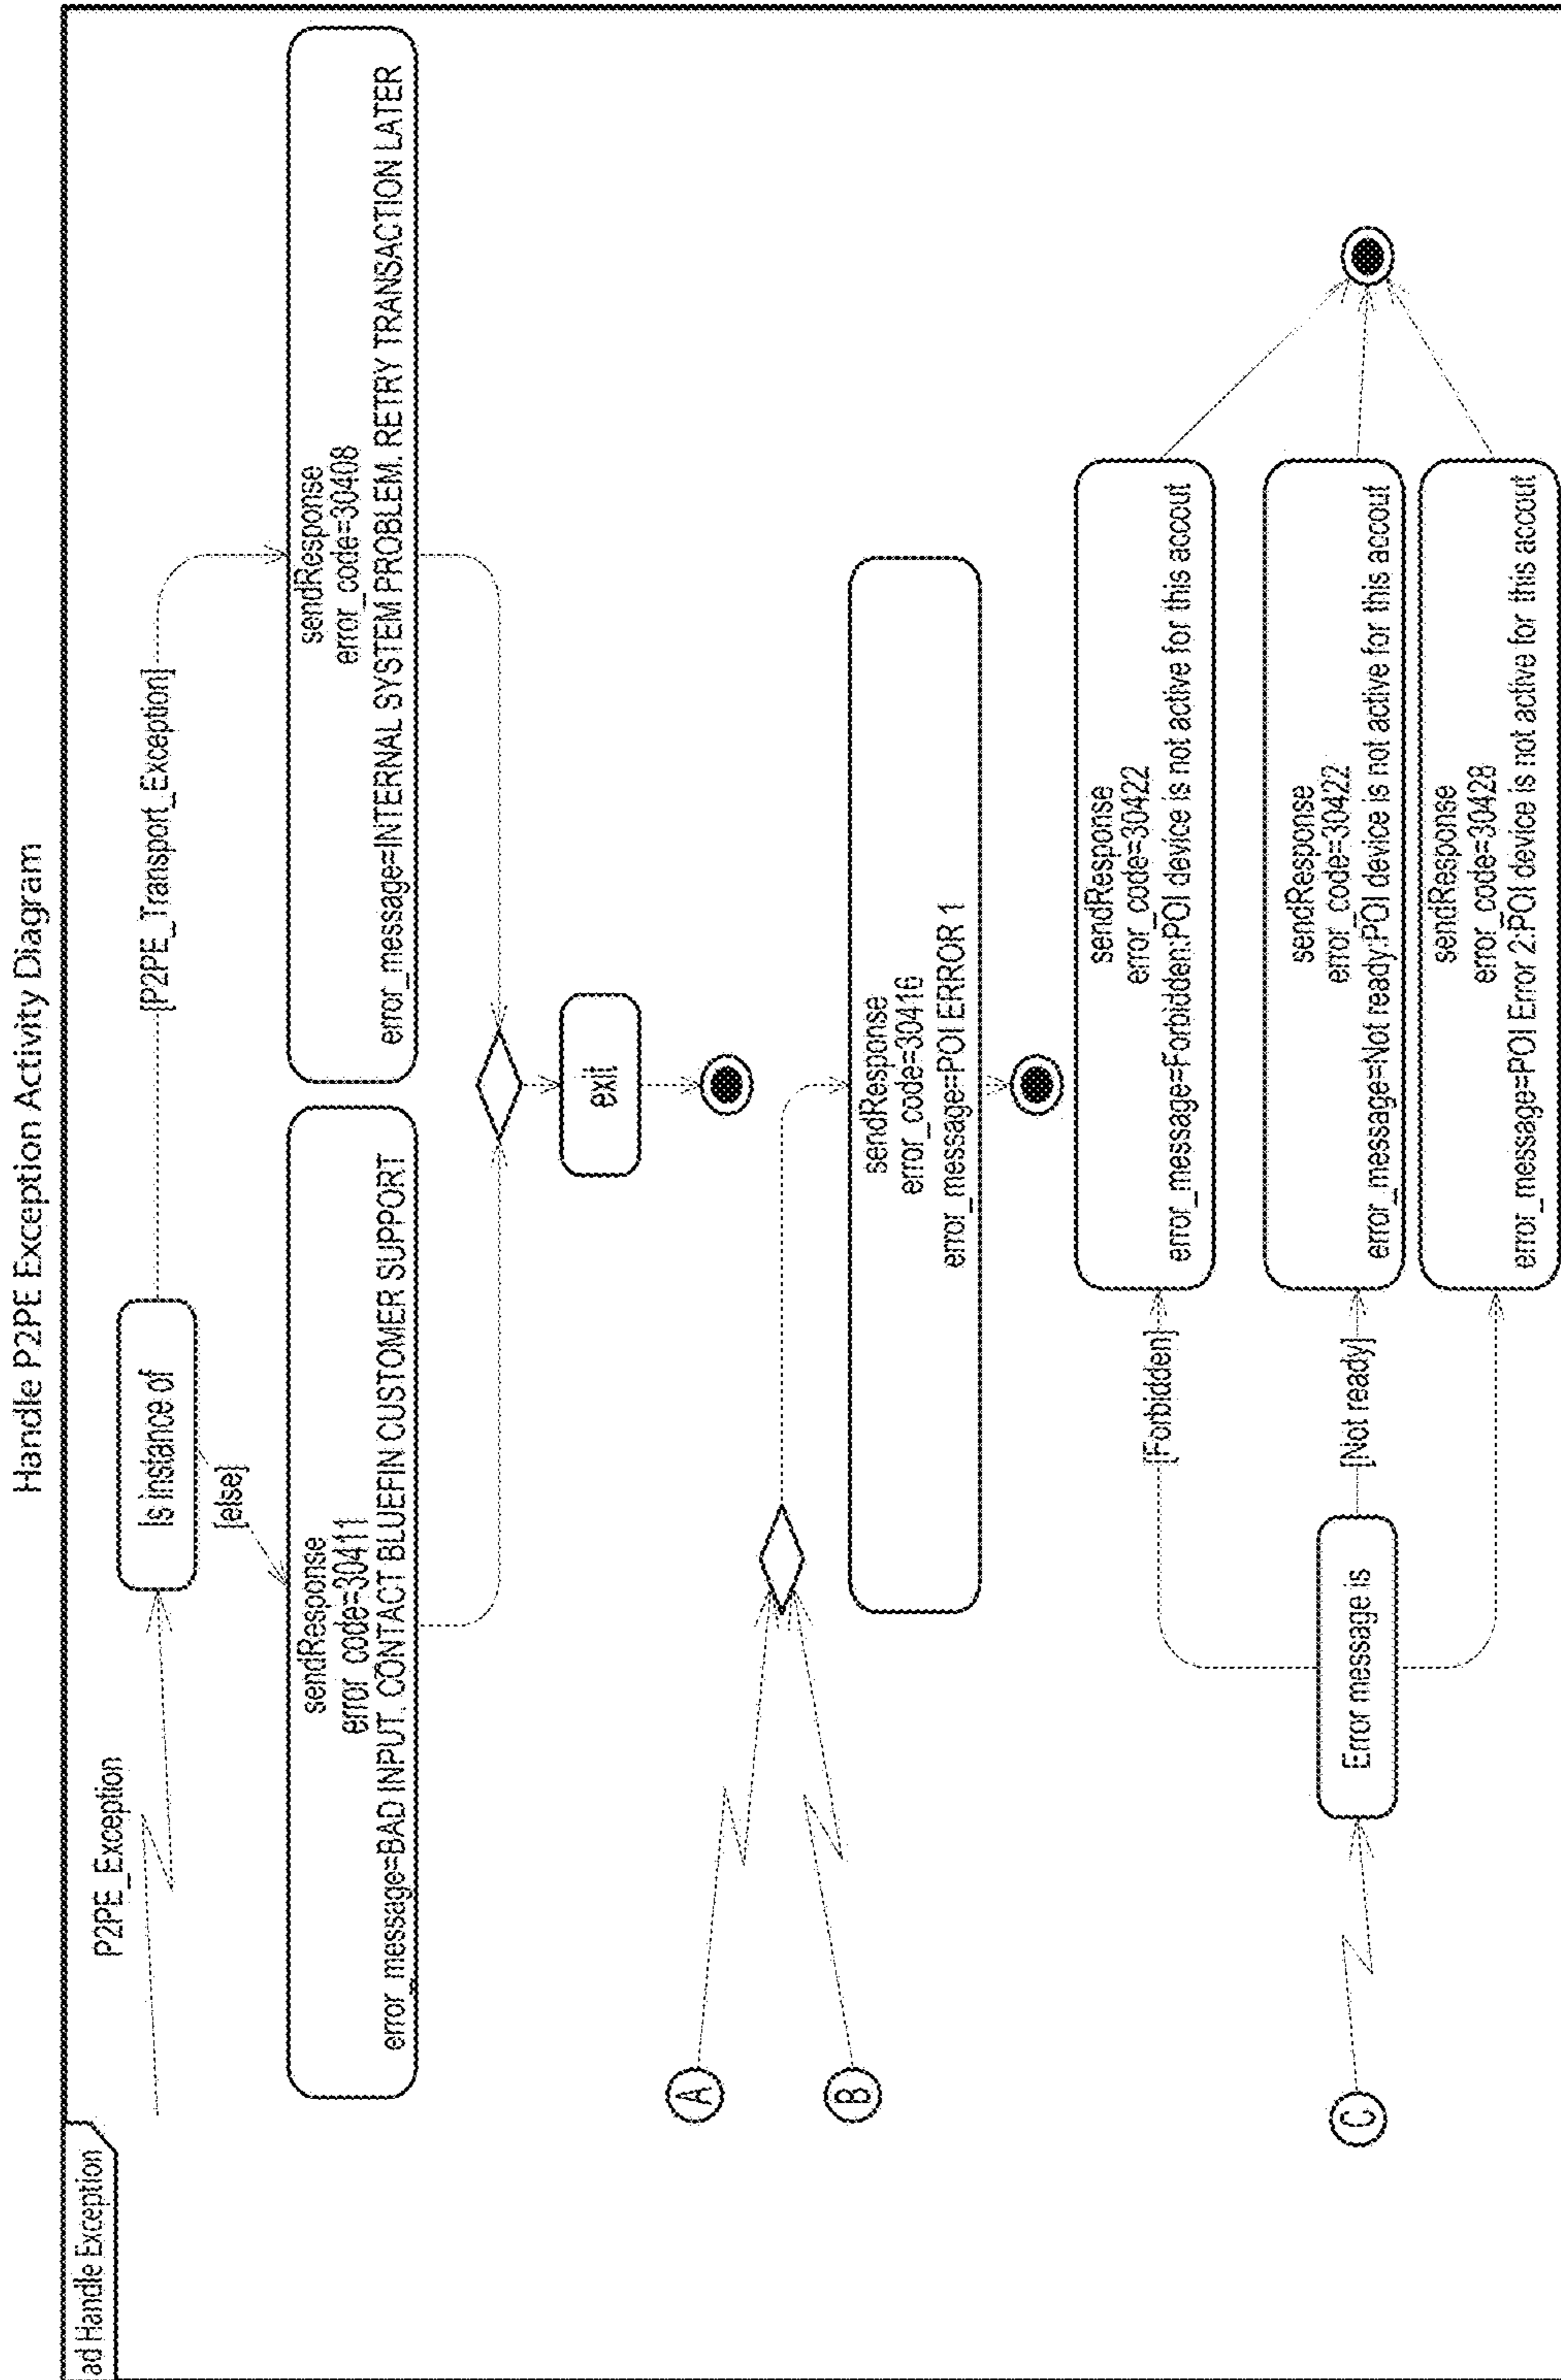 Handle P2PE Exception Activity Diagram
ad Handle Exception
P2PE_Exception
Is instance of
[P2PE_Transport_Exception]
[else]
sendResponse
error_code=30411
error_message=BAD INPUT. CONTACT BLUEFIN CUSTOMER SUPPORT
sendResponse
error_code=30408
error_message=INTERNAL SYSTEM PROBLEM. RETRY TRANSACTION LATER
exit
A
B
sendResponse
error_code=30416
error_message=POI ERROR 1
C
Error message is
[Forbidden]
[Not ready]
sendResponse
error_code=30422
error_message=Forbidden:POI device is not active for this accout
sendResponse
error_code=30422
error_message=Not ready:POI device is not active for this accout
sendResponse
error_code=30428
error_message=POI Error 2:POI device is not active for this accout